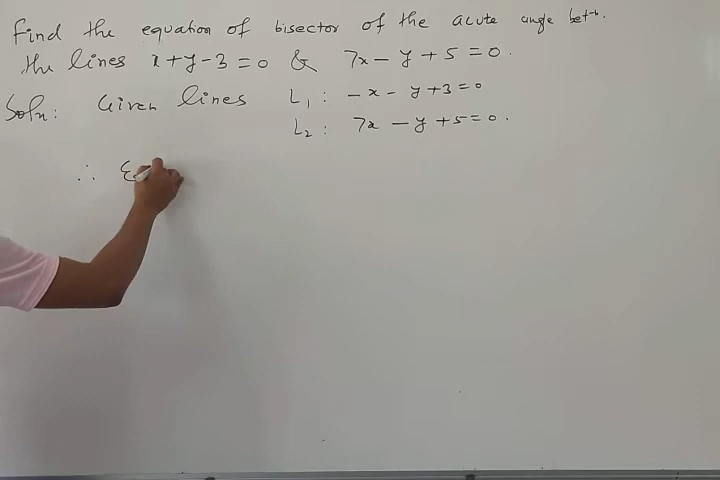 Find the equation of bisector of the acute angle betⁿ.
the lines x+y-3=0 & 7x-y+5=0.
Soln: Given lines L₁: -x-y+3=0
L₂: 7x-y+5=0.
∴